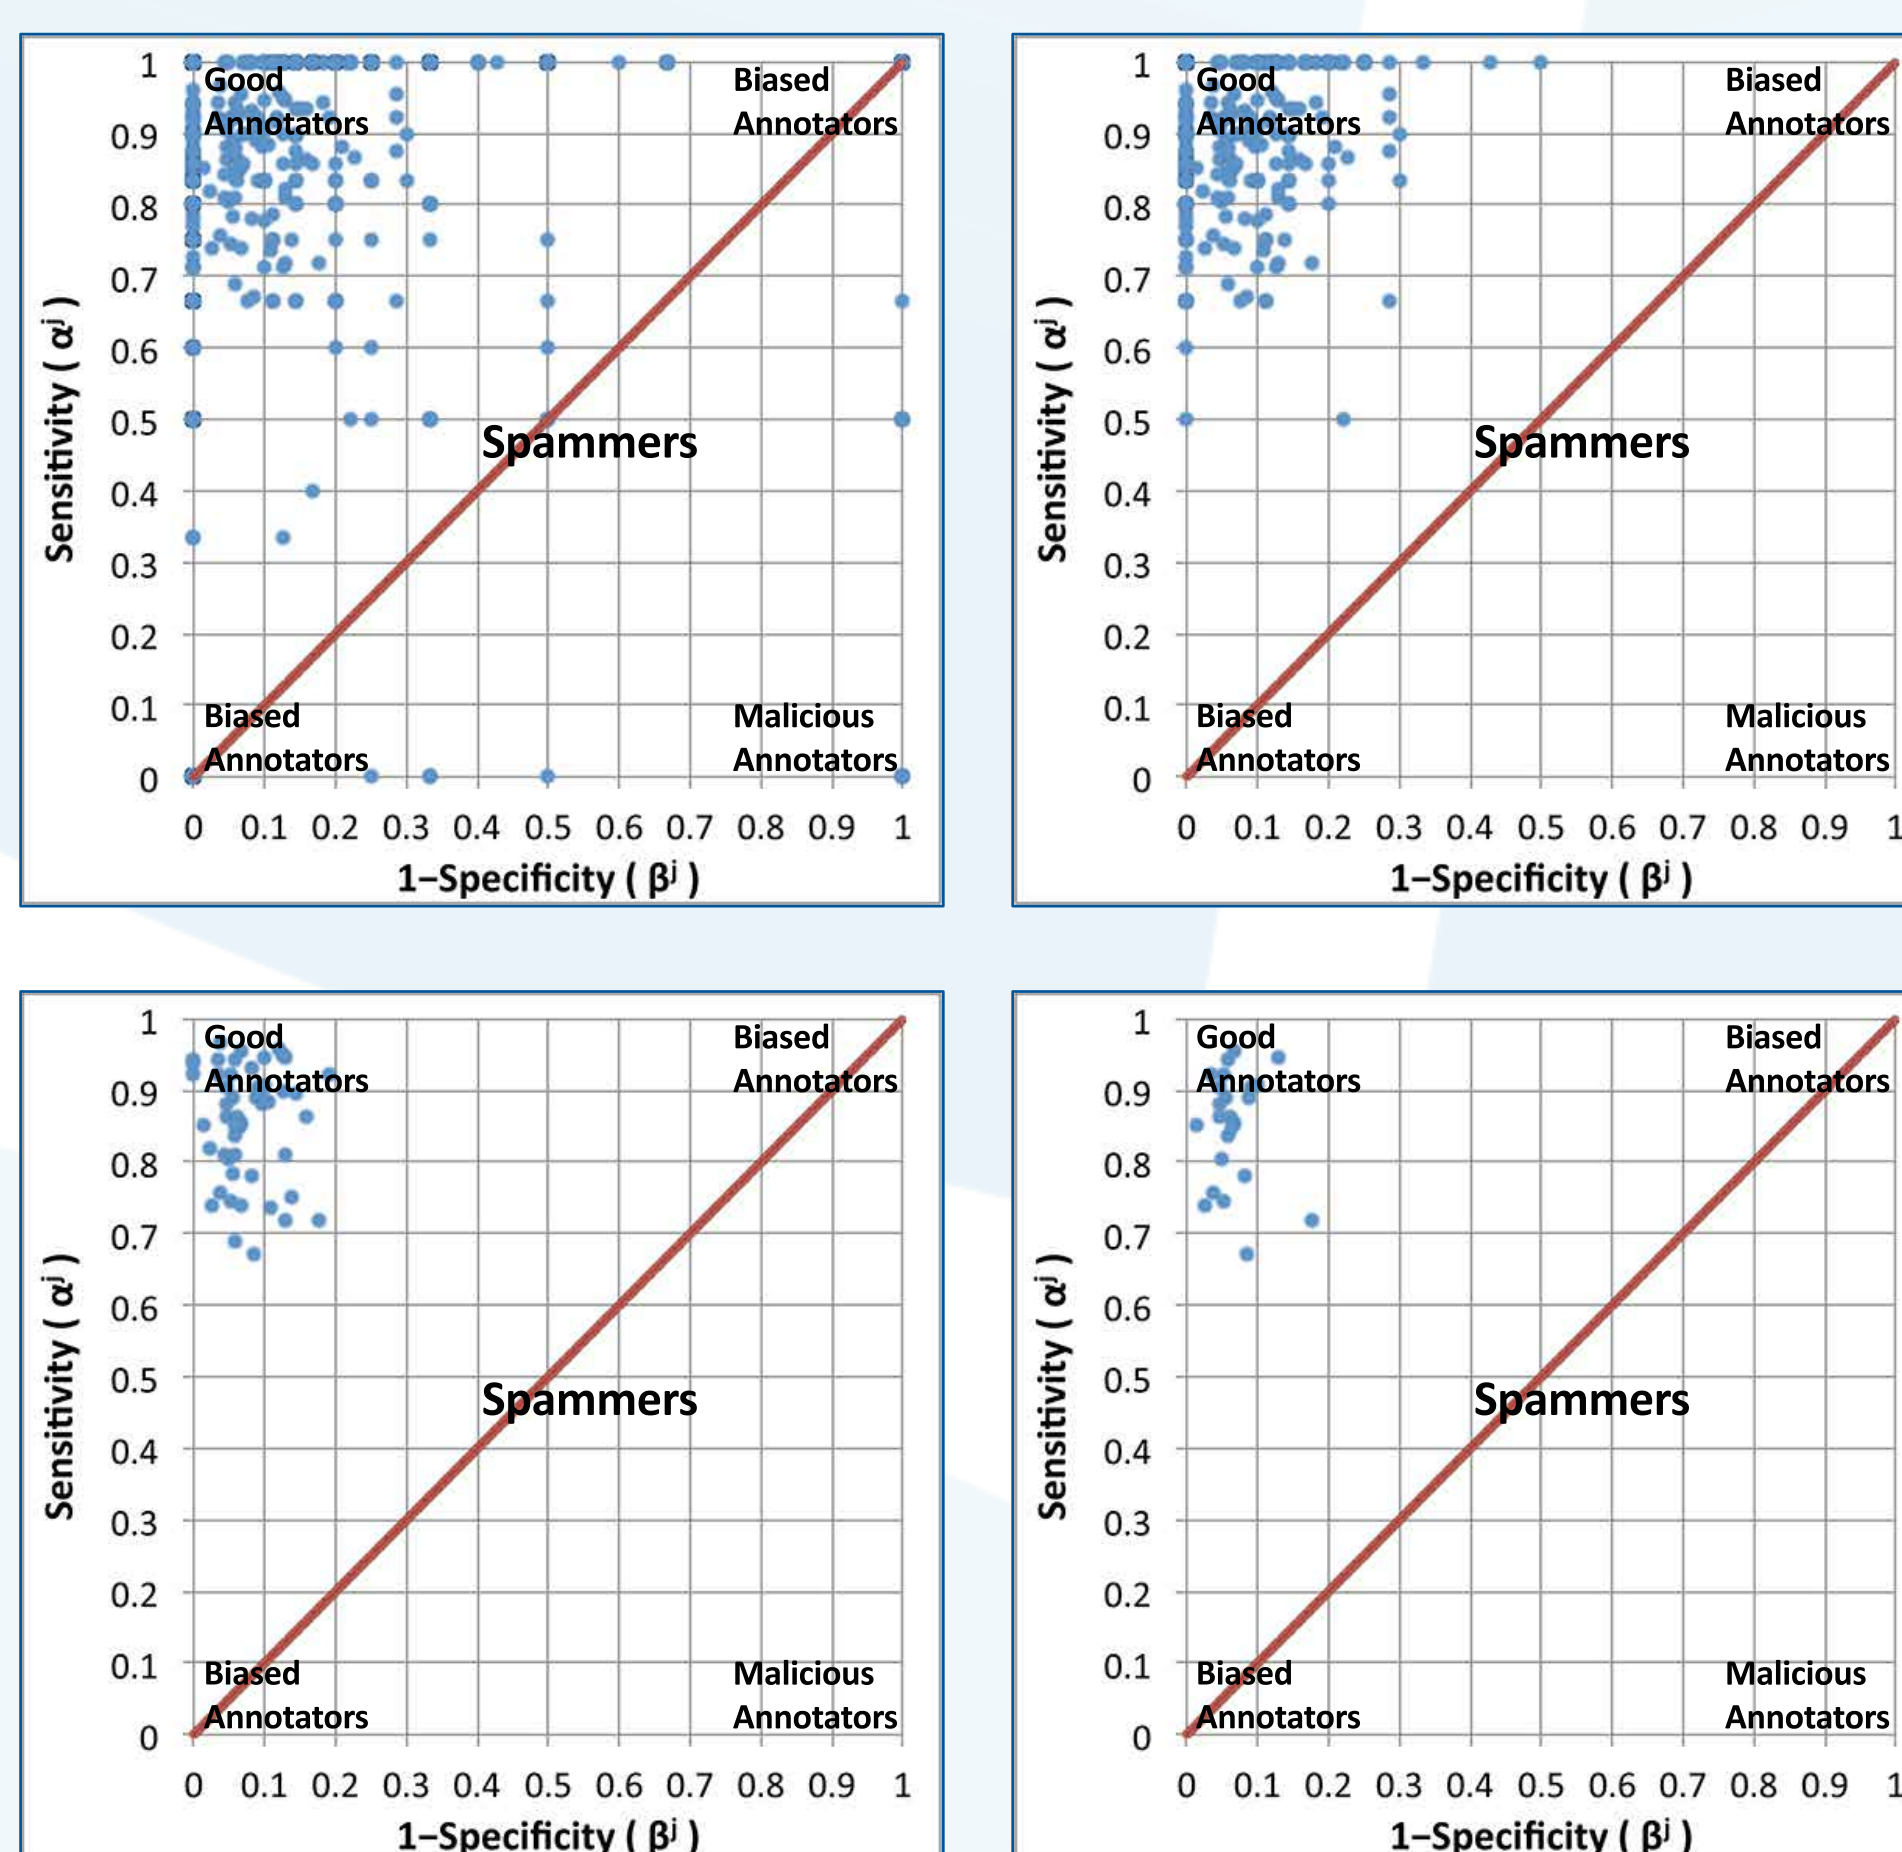 1
0.9
0.8
0.7
0.6
0.5
0.4
0.3
0.2
0.1
0
Sensitivity ( αʲ )
Good
Annotators
Biased
Annotators
Spammers
Biased
Annotators
Malicious
Annotators
0 0.1 0.2 0.3 0.4 0.5 0.6 0.7 0.8 0.9 1
1–Specificity ( βʲ )
1
0.9
0.8
0.7
0.6
0.5
0.4
0.3
0.2
0.1
0
Sensitivity ( αʲ )
Good
Annotators
Biased
Annotators
Spammers
Biased
Annotators
Malicious
Annotators
0 0.1 0.2 0.3 0.4 0.5 0.6 0.7 0.8 0.9 1
1–Specificity ( βʲ )
1
0.9
0.8
0.7
0.6
0.5
0.4
0.3
0.2
0.1
0
Sensitivity ( αʲ )
Good
Annotators
Biased
Annotators
Spammers
Biased
Annotators
Malicious
Annotators
0 0.1 0.2 0.3 0.4 0.5 0.6 0.7 0.8 0.9 1
1–Specificity ( βʲ )
1
0.9
0.8
0.7
0.6
0.5
0.4
0.3
0.2
0.1
0
Sensitivity ( αʲ )
Good
Annotators
Biased
Annotators
Spammers
Biased
Annotators
Malicious
Annotators
0 0.1 0.2 0.3 0.4 0.5 0.6 0.7 0.8 0.9 1
1–Specificity ( βʲ )